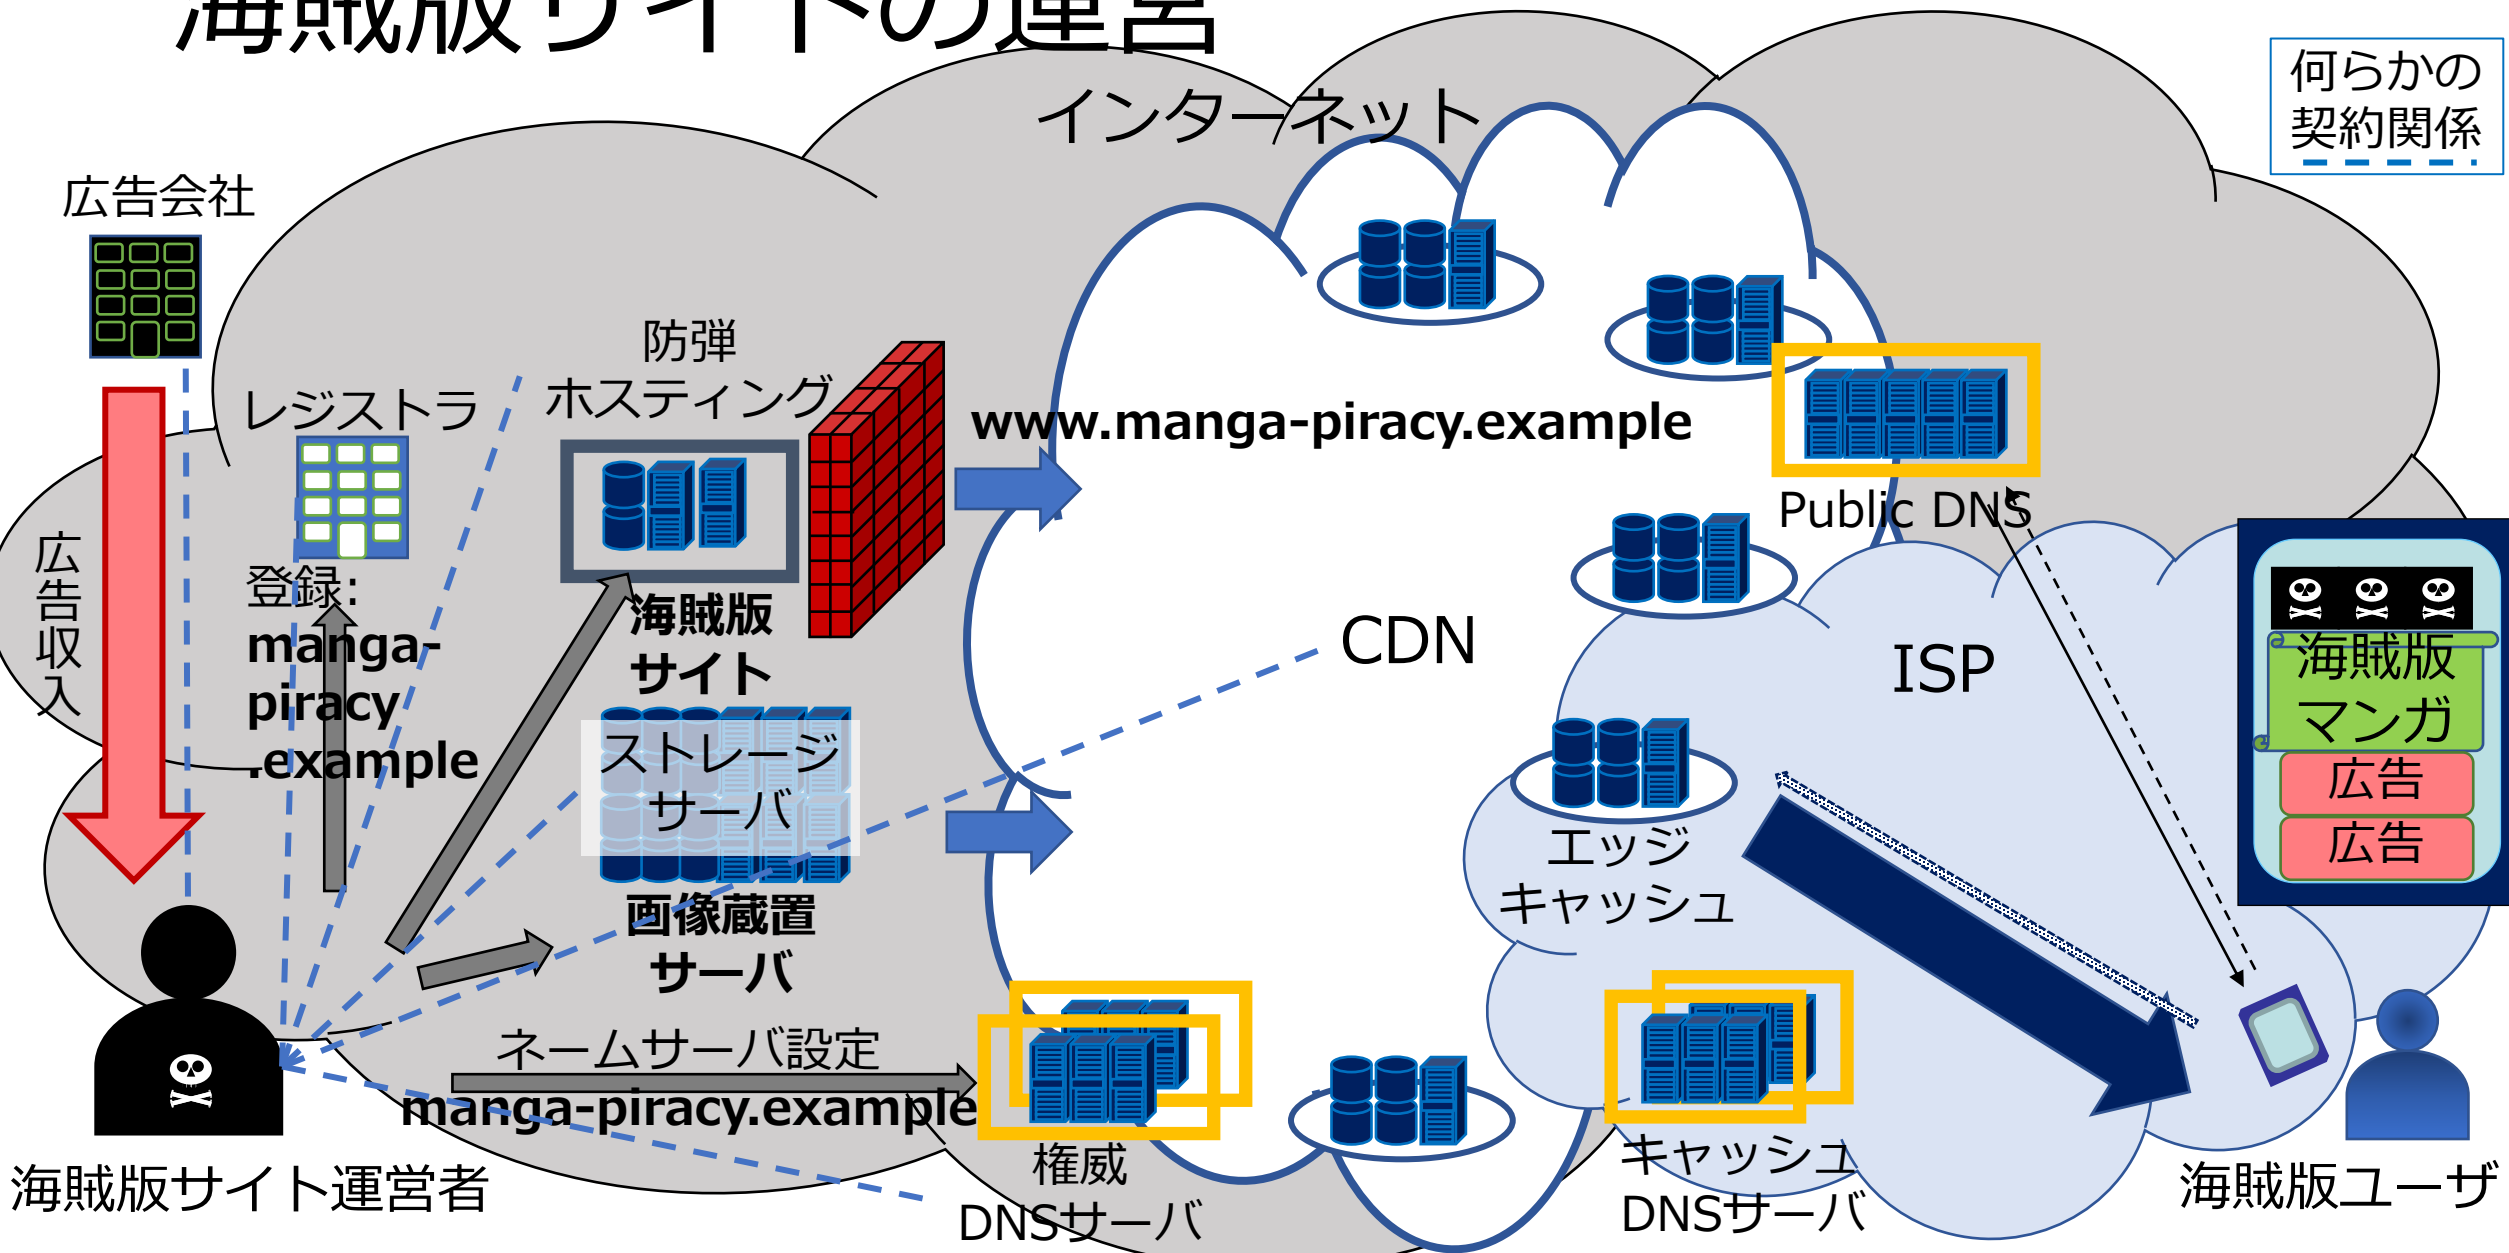 海賊版サイトの運営
インターネット
何らかの
契約関係
広告会社
レジストラ
防弾
ホスティング
www.manga-piracy.example
Public DNS
広告収入
登録:
manga-
piracy
.example
海賊版
サイト
ストレージ
サーバ
画像蔵置
サーバ
CDN
ISP
海賊版
マンガ
広告
広告
エッジ
キャッシュ
ネームサーバ設定
manga-piracy.example
権威
DNSサーバ
キャッシュ
DNSサーバ
海賊版サイト運営者
海賊版ユーザ